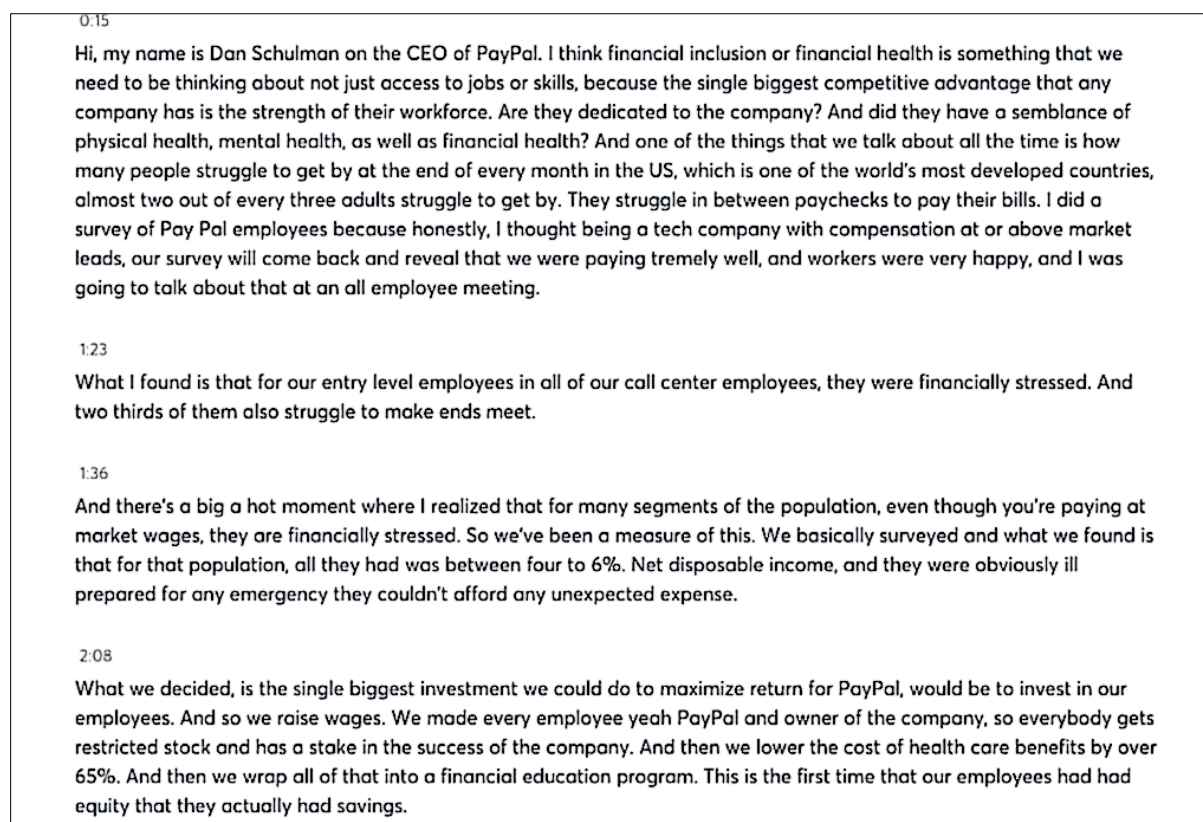 0:15
Hi, my name is Dan Schulman on the CEO of PayPal. I think financial inclusion or financial health is something that we
need to be thinking about not just access to jobs or skills, because the single biggest competitive advantage that any
company has is the strength of their workforce. Are they dedicated to the company? And did they have a semblance of
physical health, mental health, as well as financial health? And one of the things that we talk about all the time is how
many people struggle to get by at the end of every month in the US, which is one of the world's most developed countries,
almost two out of every three adults struggle to get by. They struggle in between paychecks to pay their bills. I did a
survey of Pay Pal employees because honestly, I thought being a tech company with compensation at or above market
leads, our survey will come back and reveal that we were paying tremely well, and workers were very happy, and I was
going to talk about that at an all employee meeting.
1:23
What I found is that for our entry level employees in all of our call center employees, they were financially stressed. And
two thirds of them also struggle to make ends meet.
1:36
And there's a big a hot moment where I realized that for many segments of the population, even though you're paying at
market wages, they are financially stressed. So we've been a measure of this. We basically surveyed and what we found is
that for that population, all they had was between four to 6%. Net disposable income, and they were obviously ill
prepared for any emergency they couldn't afford any unexpected expense.
2:08
What we decided, is the single biggest investment we could do to maximize return for PayPal, would be to invest in our
employees. And so we raise wages. We made every employee yeah PayPal and owner of the company, so everybody gets
restricted stock and has a stake in the success of the company. And then we lower the cost of health care benefits by over
65%. And then we wrap all of that into a financial education program. This is the first time that our employees had had
equity that they actually had savings.